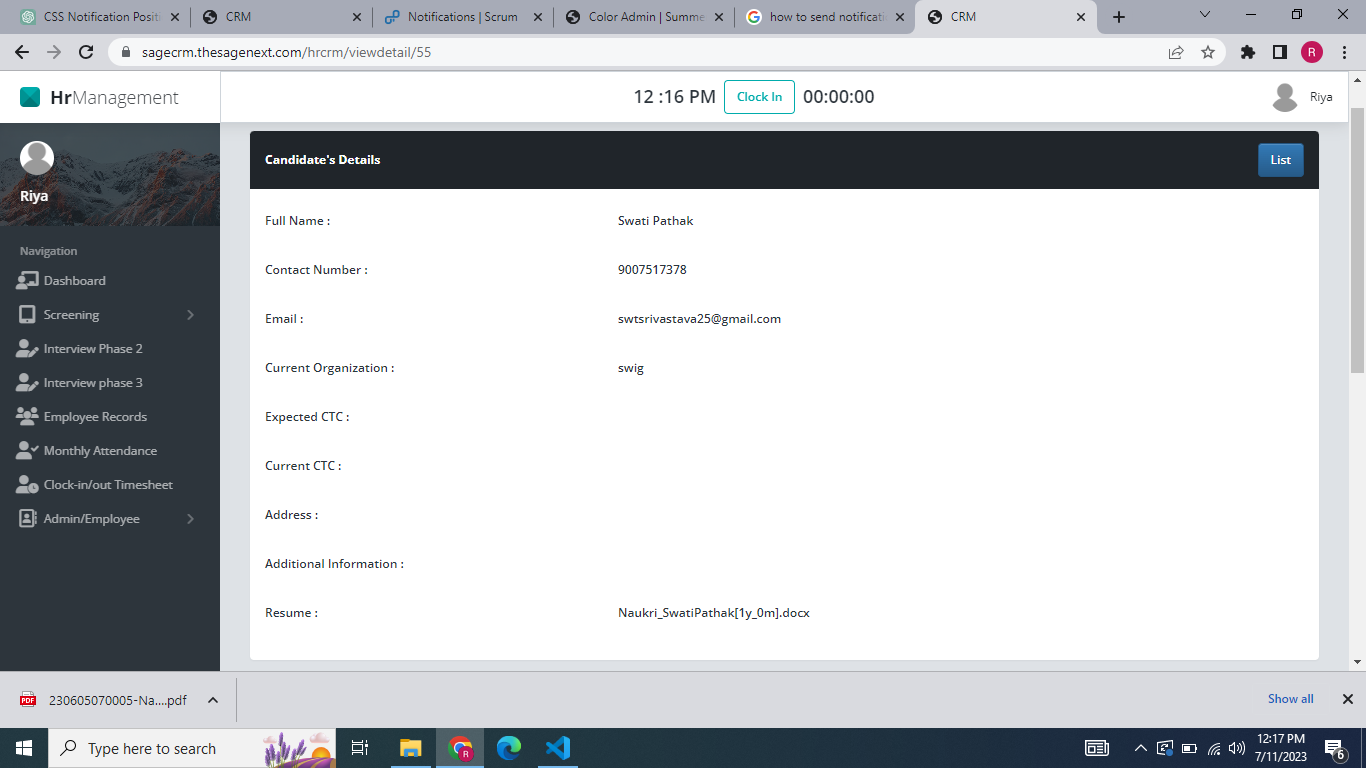 CSS Notification Positi
CRM
Notifications | Scrum
Color Admin | Summe
how to send notificati
CRM
sagecrm.thesagenext.com/hrcrm/viewdetail/55
R
HrManagement
12 :16 PM
Clock In
00:00:00
Riya
Riya
Navigation
Dashboard
Screening
Interview Phase 2
Interview phase 3
Employee Records
Monthly Attendance
Clock-in/out Timesheet
Admin/Employee
Candidate's Details
List
Full Name : Swati Pathak
Contact Number : 9007517378
Email : swtsrivastava25@gmail.com
Current Organization : swig
Expected CTC :
Current CTC :
Address :
Additional Information :
Resume : Naukri_SwatiPathak[1y_0m].docx
PDF
230605070005-Na....pdf
Show all
Type here to search
R
12:17 PM
7/11/2023
6